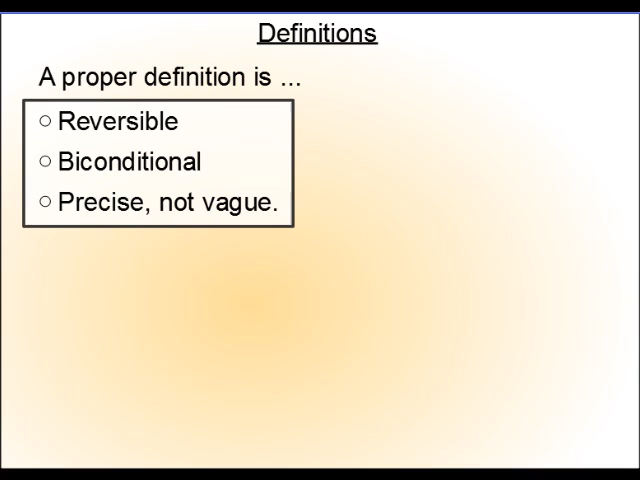 Definitions
A proper definition is ...
○ Reversible
○ Biconditional
○ Precise, not vague.